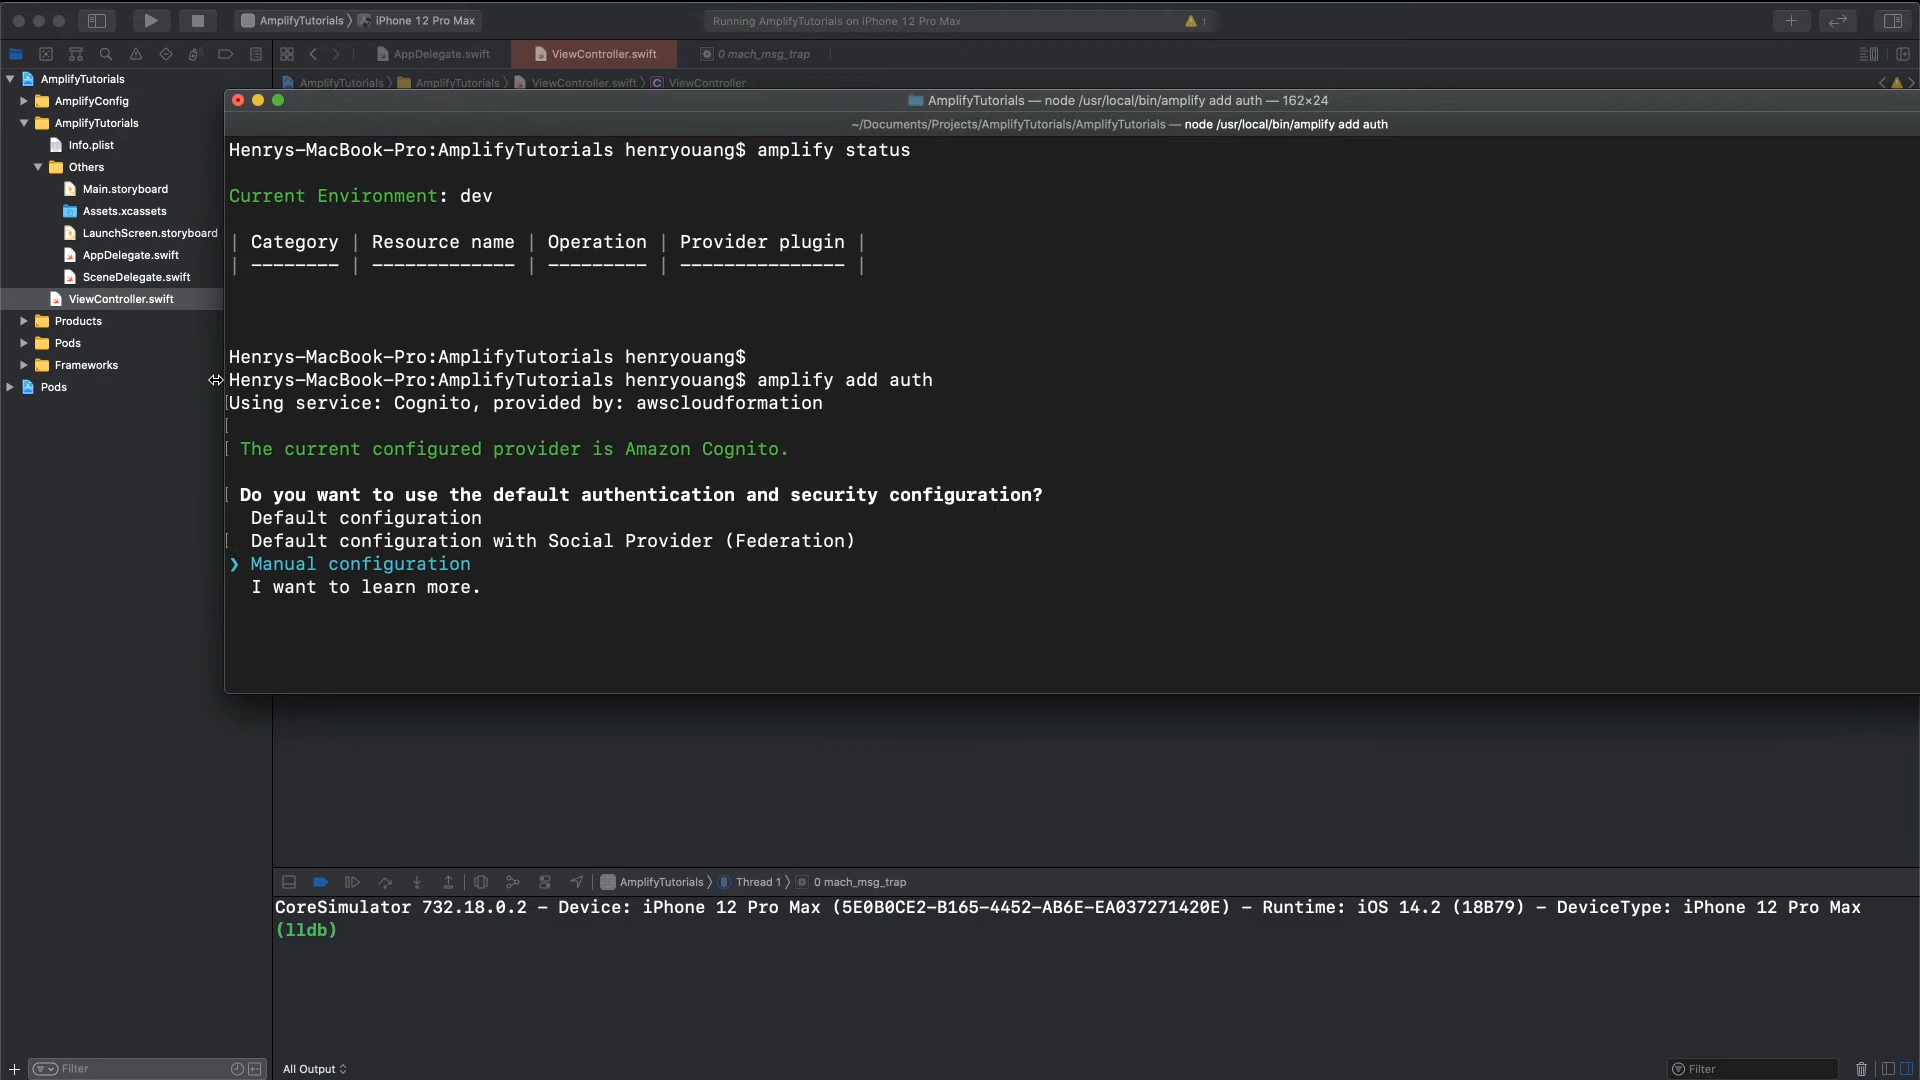 AmplifyTutorials 〉 iPhone 12 Pro Max
Running AmplifyTutorials on iPhone 12 Pro Max
1
AppDelegate.swift
ViewController.swift
0 mach_msg_trap
AmplifyTutorials 〉 AmplifyTutorials 〉 ViewController.swift 〉 C ViewController
AmplifyTutorials
AmplifyConfig
AmplifyTutorials
Info.plist
Others
Main.storyboard
Assets.xcassets
LaunchScreen.storyboard
AppDelegate.swift
SceneDelegate.swift
ViewController.swift
Products
Pods
Frameworks
Pods
AmplifyTutorials — node /usr/local/bin/amplify add auth — 162×24
~/Documents/Projects/AmplifyTutorials/AmplifyTutorials — node /usr/local/bin/amplify add auth
Henrys-MacBook-Pro:AmplifyTutorials henryouang$ amplify status
Current Environment: dev
| Category | Resource name | Operation | Provider plugin |
| -------- | ------------- | --------- | --------------- |
Henrys-MacBook-Pro:AmplifyTutorials henryouang$
Henrys-MacBook-Pro:AmplifyTutorials henryouang$ amplify add auth
[Using service: Cognito, provided by: awscloudformation
[
[ The current configured provider is Amazon Cognito.
[ Do you want to use the default authentication and security configuration?
Default configuration
[ Default configuration with Social Provider (Federation)
❯ Manual configuration
I want to learn more.
AmplifyTutorials 〉 Thread 1 〉 0 mach_msg_trap
CoreSimulator 732.18.0.2 - Device: iPhone 12 Pro Max (5E0B0CE2-B165-4452-AB6E-EA037271420E) - Runtime: iOS 14.2 (18B79) - DeviceType: iPhone 12 Pro Max
(lldb)
Filter
All Output
Filter